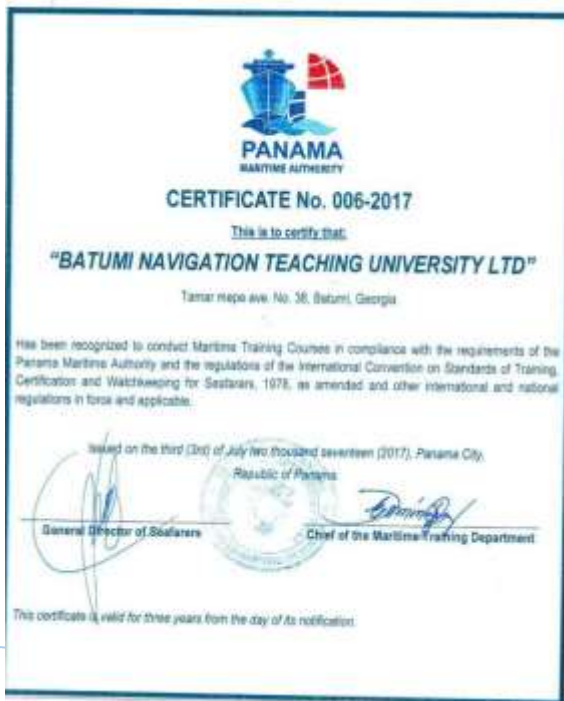 PANAMA
MARITIME AUTHORITY
CERTIFICATE No. 006-2017
This is to certify that:
"BATUMI NAVIGATION TEACHING UNIVERSITY LTD"
Tamar mepe ave. No. 38, Batumi, Georgia
Has been recognized to conduct Maritime Training Courses in compliance with the requirements of the
Panama Maritime Authority and the regulations of the International Convention on Standards of Training,
Certification and Watchkeeping for Seafarers, 1978, as amended and other international and national
regulations in force and applicable.
Issued on the third (3rd) of July two thousand seventeen (2017), Panama City,
Republic of Panama.
General Director of Seafarers
Chief of the Maritime Training Department
This certificate is valid for three years from the day of its notification.